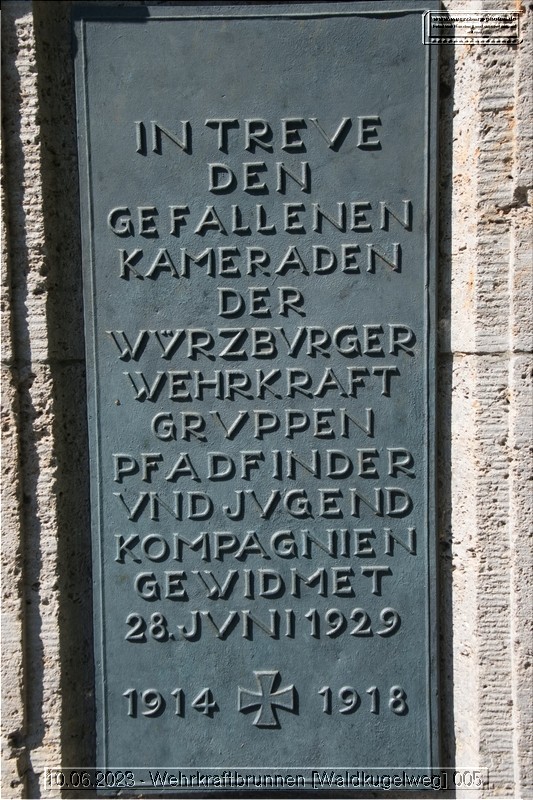 IN TREVE
DEN
GEFALLENEN
KAMERADEN
DER
WVRZBVRGER
WEHRKRAFT
GRVPPEN
PFADFINDER
VND JVGEND
KOMPAGNIEN
GEWIDMET
28. JVNI 1929
1914 1918
10.06.2023 - Wehrkraftbrunnen [Waldkugelweg] 005